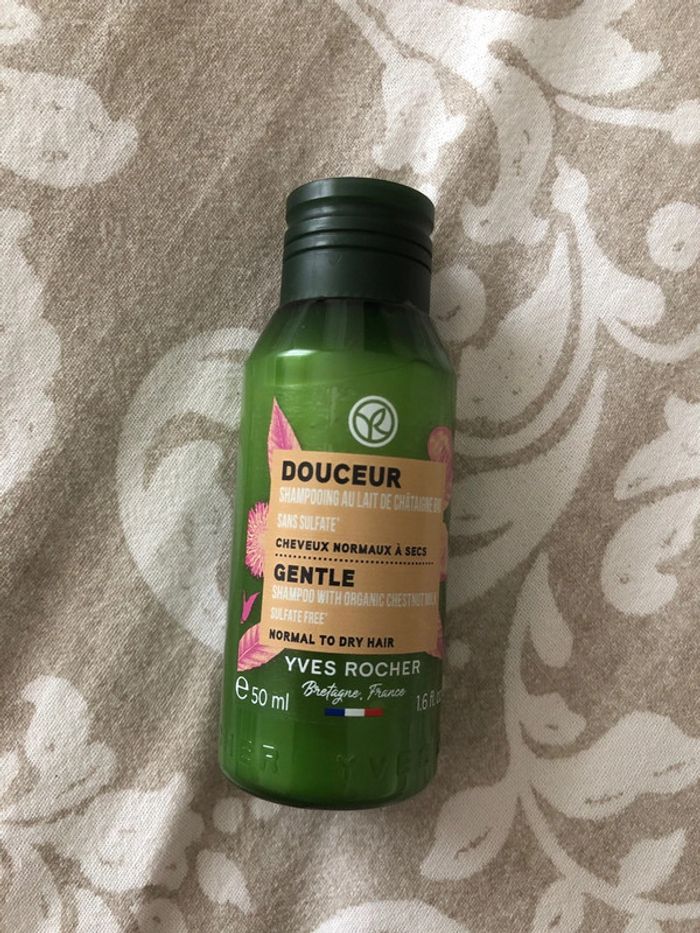 DOUCEUR
SHAMPOOING AU LAIT DE CHÂTAIGNE
SANS SULFATE*
CHEVEUX NORMAUX À SECS
GENTLE
SHAMPOO WITH ORGANIC CHESTNUT MILK
SULFATE FREE*
NORMAL TO DRY HAIR
YVES ROCHER
Bretagne, France
e 50 ml
1.6 fl.